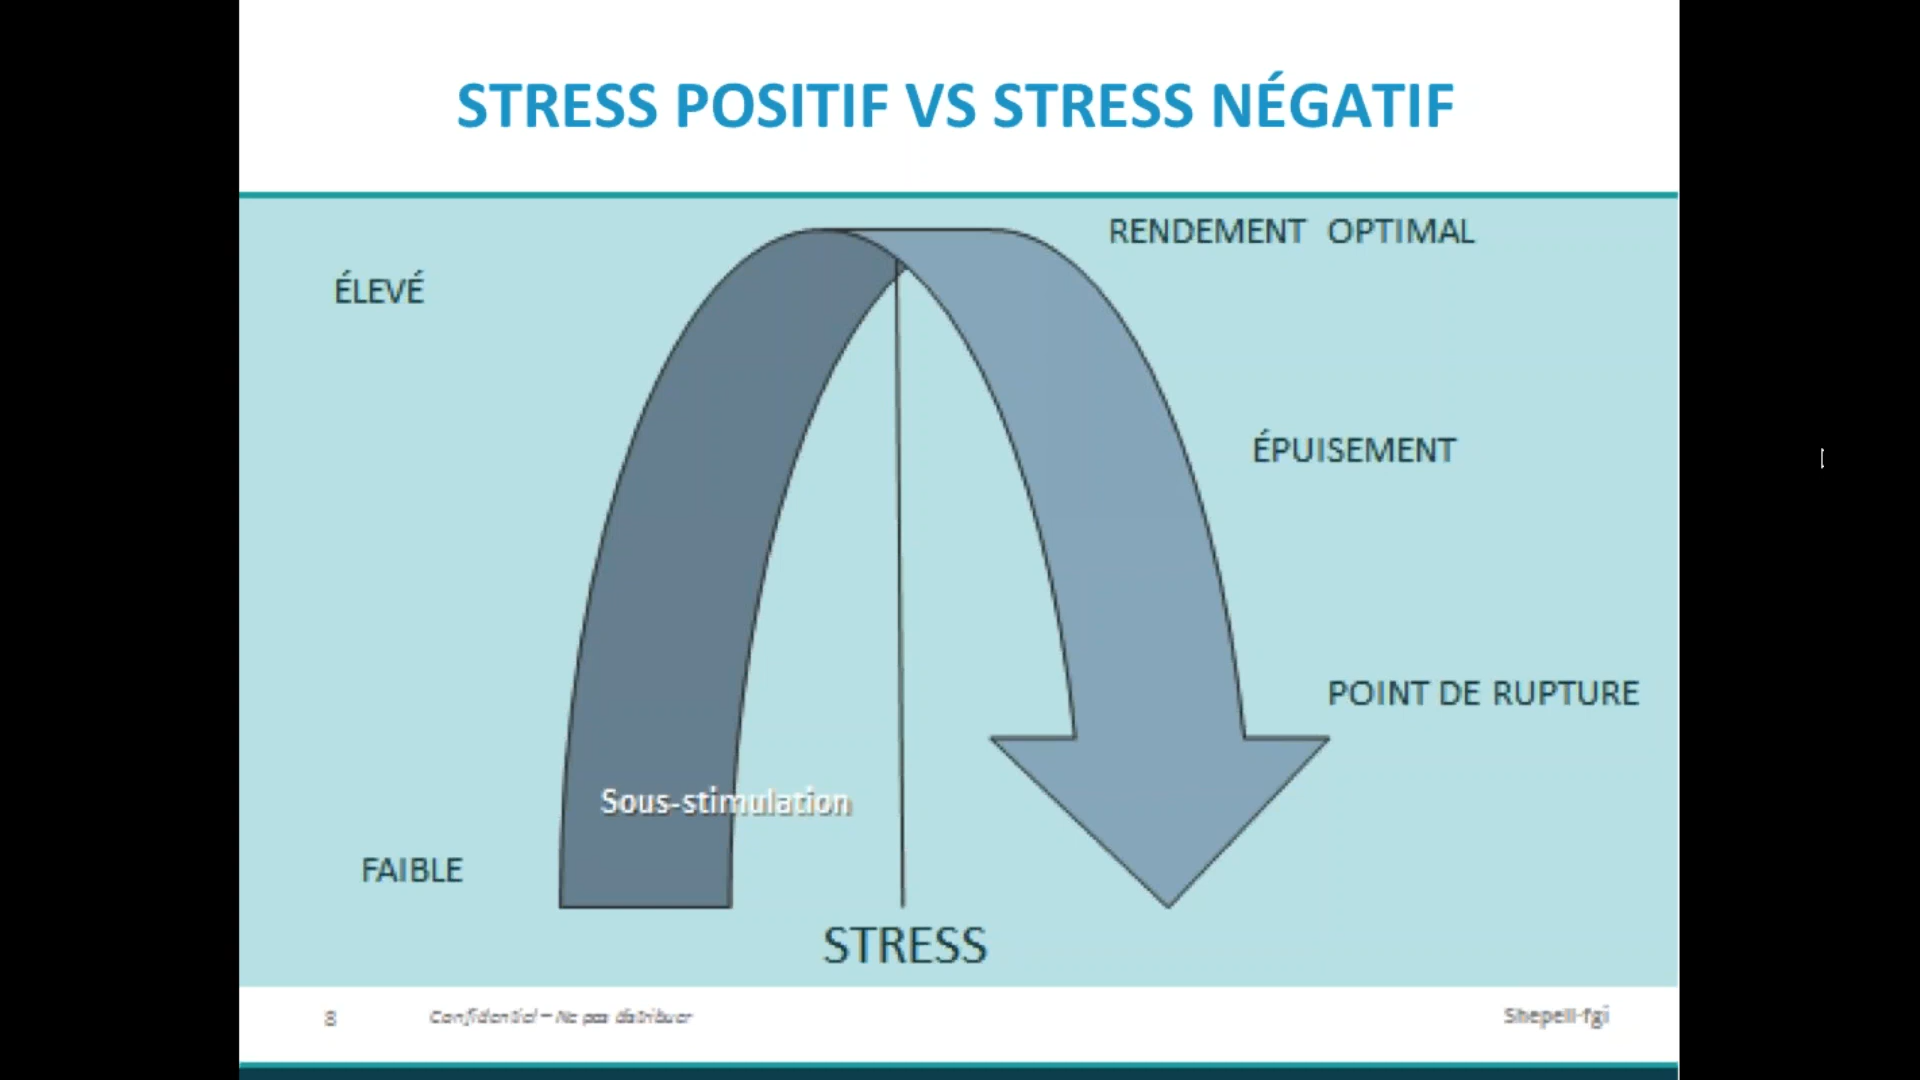 STRESS POSITIF VS STRESS NÉGATIF
RENDEMENT OPTIMAL
ÉLEVÉ
ÉPUISEMENT
POINT DE RUPTURE
Sous-stimulation
FAIBLE
STRESS
8 Confidentiel – Ne pas distribuer Shepell·fgi